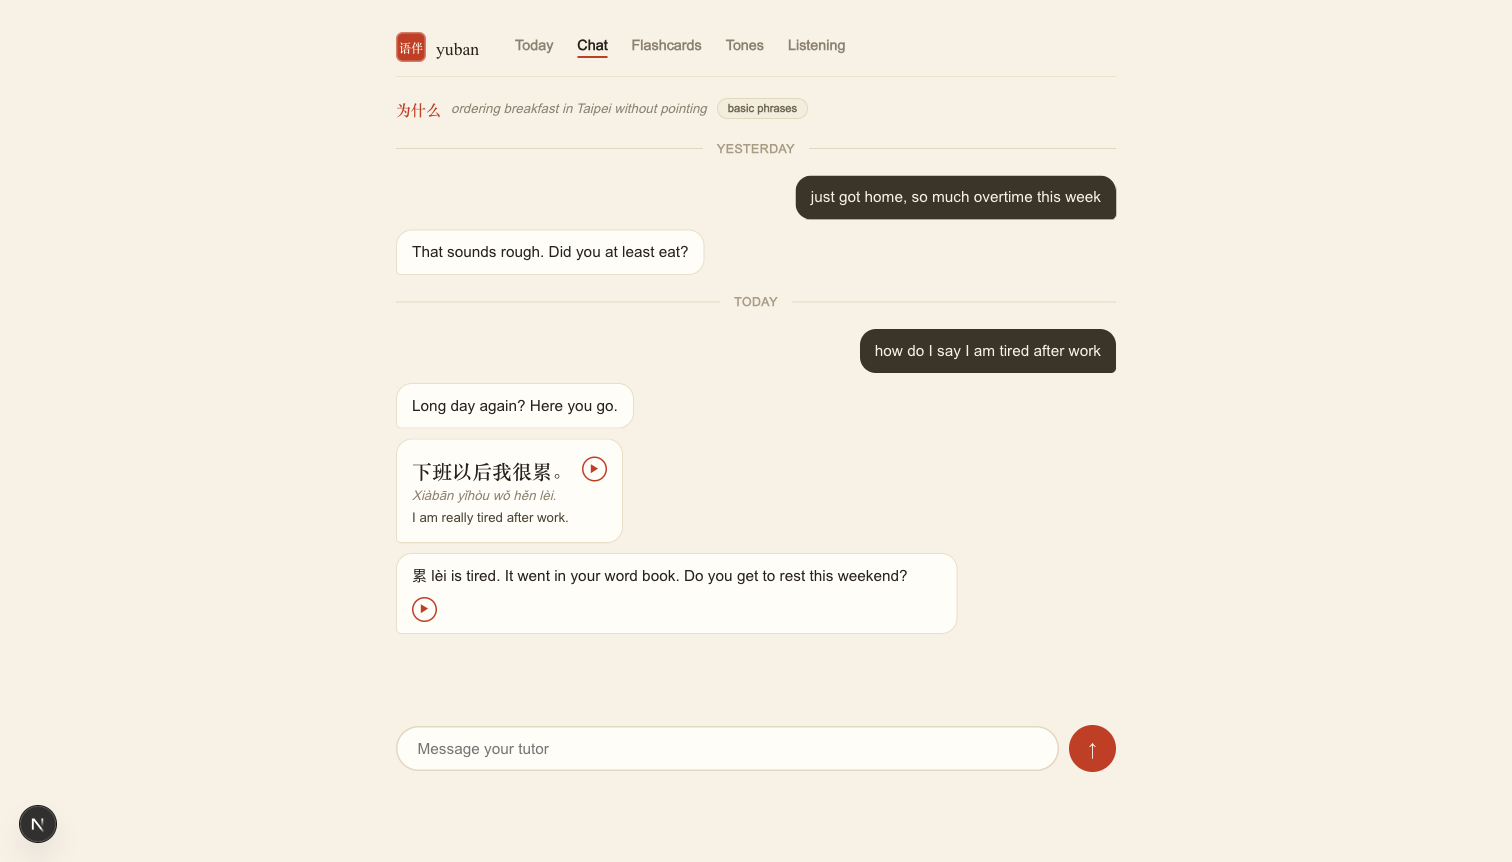 语伴 yuban Today Chat Flashcards Tones Listening
为什么 ordering breakfast in Taipei without pointing basic phrases
YESTERDAY
just got home, so much overtime this week
That sounds rough. Did you at least eat?
TODAY
how do I say I am tired after work
Long day again? Here you go.
下班以后我很累。
Xiàbān yǐhòu wǒ hěn lèi.
I am really tired after work.
累 lèi is tired. It went in your word book. Do you get to rest this weekend?
Message your tutor ↑
N